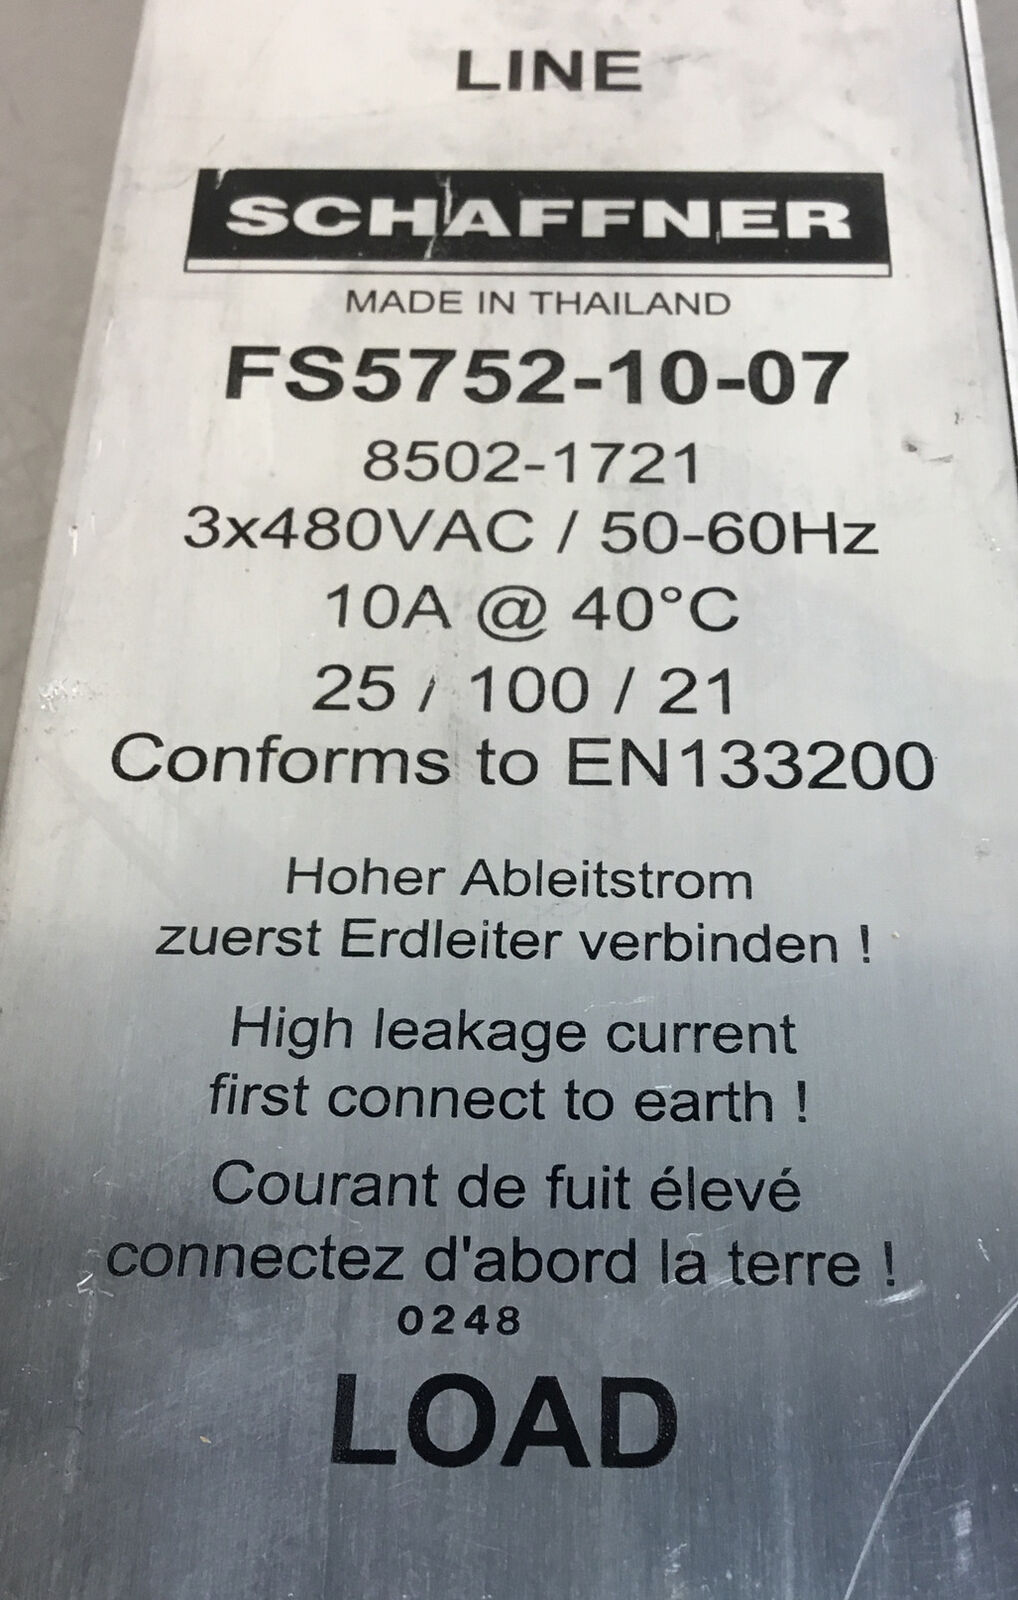 LINE
SCHAFFNER
MADE IN THAILAND
FS5752-10-07
8502-1721
3x480VAC / 50-60Hz
10A @ 40°C
25 / 100 / 21
Conforms to EN133200
Hoher Ableitstrom
zuerst Erdleiter verbinden !
High leakage current
first connect to earth !
Courant de fuit élevé
connectez d'abord la terre !
0248
LOAD